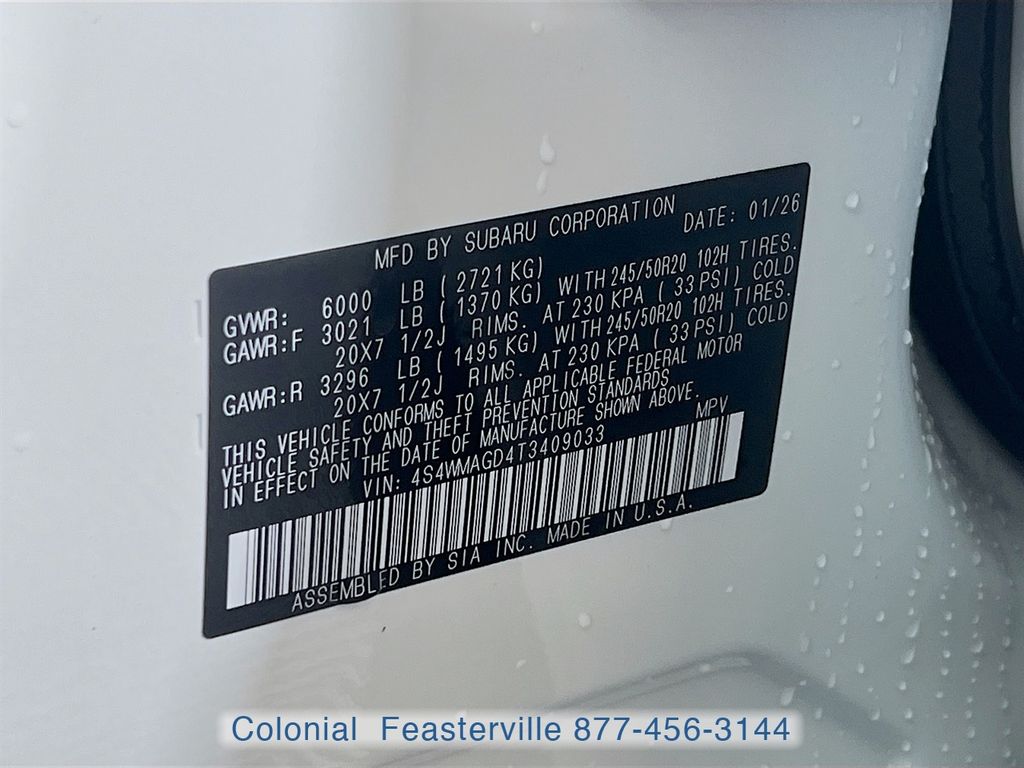 MFD BY SUBARU CORPORATION DATE: 01/26
GVWR: 6000 LB ( 2721 KG)
GAWR:F 3021 LB ( 1370 KG) WITH 245/50R20 102H TIRES.
20X7 1/2J RIMS. AT 230 KPA ( 33 PSI) COLD
GAWR:R 3296 LB ( 1495 KG) WITH 245/50R20 102H TIRES.
20X7 1/2J RIMS. AT 230 KPA ( 33 PSI) COLD
THIS VEHICLE CONFORMS TO ALL APPLICABLE FEDERAL MOTOR
VEHICLE SAFETY AND THEFT PREVENTION STANDARDS
IN EFFECT ON THE DATE OF MANUFACTURE SHOWN ABOVE.
VIN: 4S4WMAGD4T3409033 MPV
ASSEMBLED BY SIA INC. MADE IN U.S.A.
Colonial Feasterville 877-456-3144